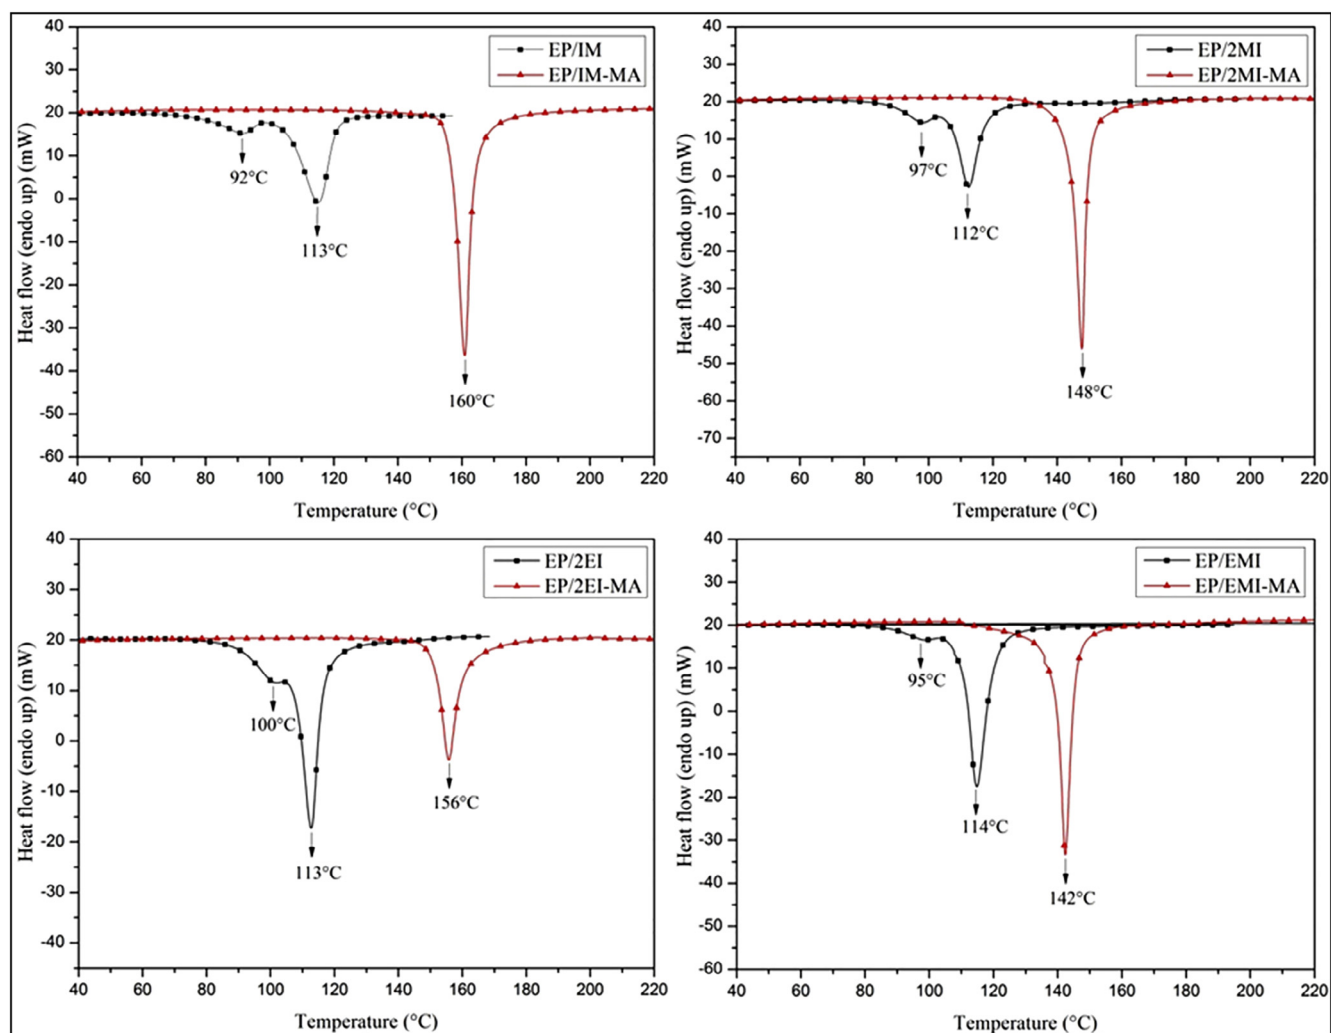 EP/IM
EP/IM-MA
Heat flow (endo up) (mW)
40
30
20
10
0
-10
-20
-30
-40
-50
-60
92°C
113°C
160°C
40 60 80 100 120 140 160 180 200 220
Temperature (°C)
EP/2MI
EP/2MI-MA
Heat flow (endo up) (mW)
40
30
20
10
0
-10
-20
-30
-40
-50
-60
-70
97°C
112°C
148°C
40 60 80 100 120 140 160 180 200 220
Temperature (°C)
EP/2EI
EP/2EI-MA
Heat flow (endo up) (mW)
40
30
20
10
0
-10
-20
-30
-40
100°C
113°C
156°C
40 60 80 100 120 140 160 180 200 220
Temperature (°C)
EP/EMI
EP/EMI-MA
Heat flow (endo up) (mW)
40
30
20
10
0
-10
-20
-30
-40
-50
-60
95°C
114°C
142°C
40 60 80 100 120 140 160 180 200 220
Temperature (°C)